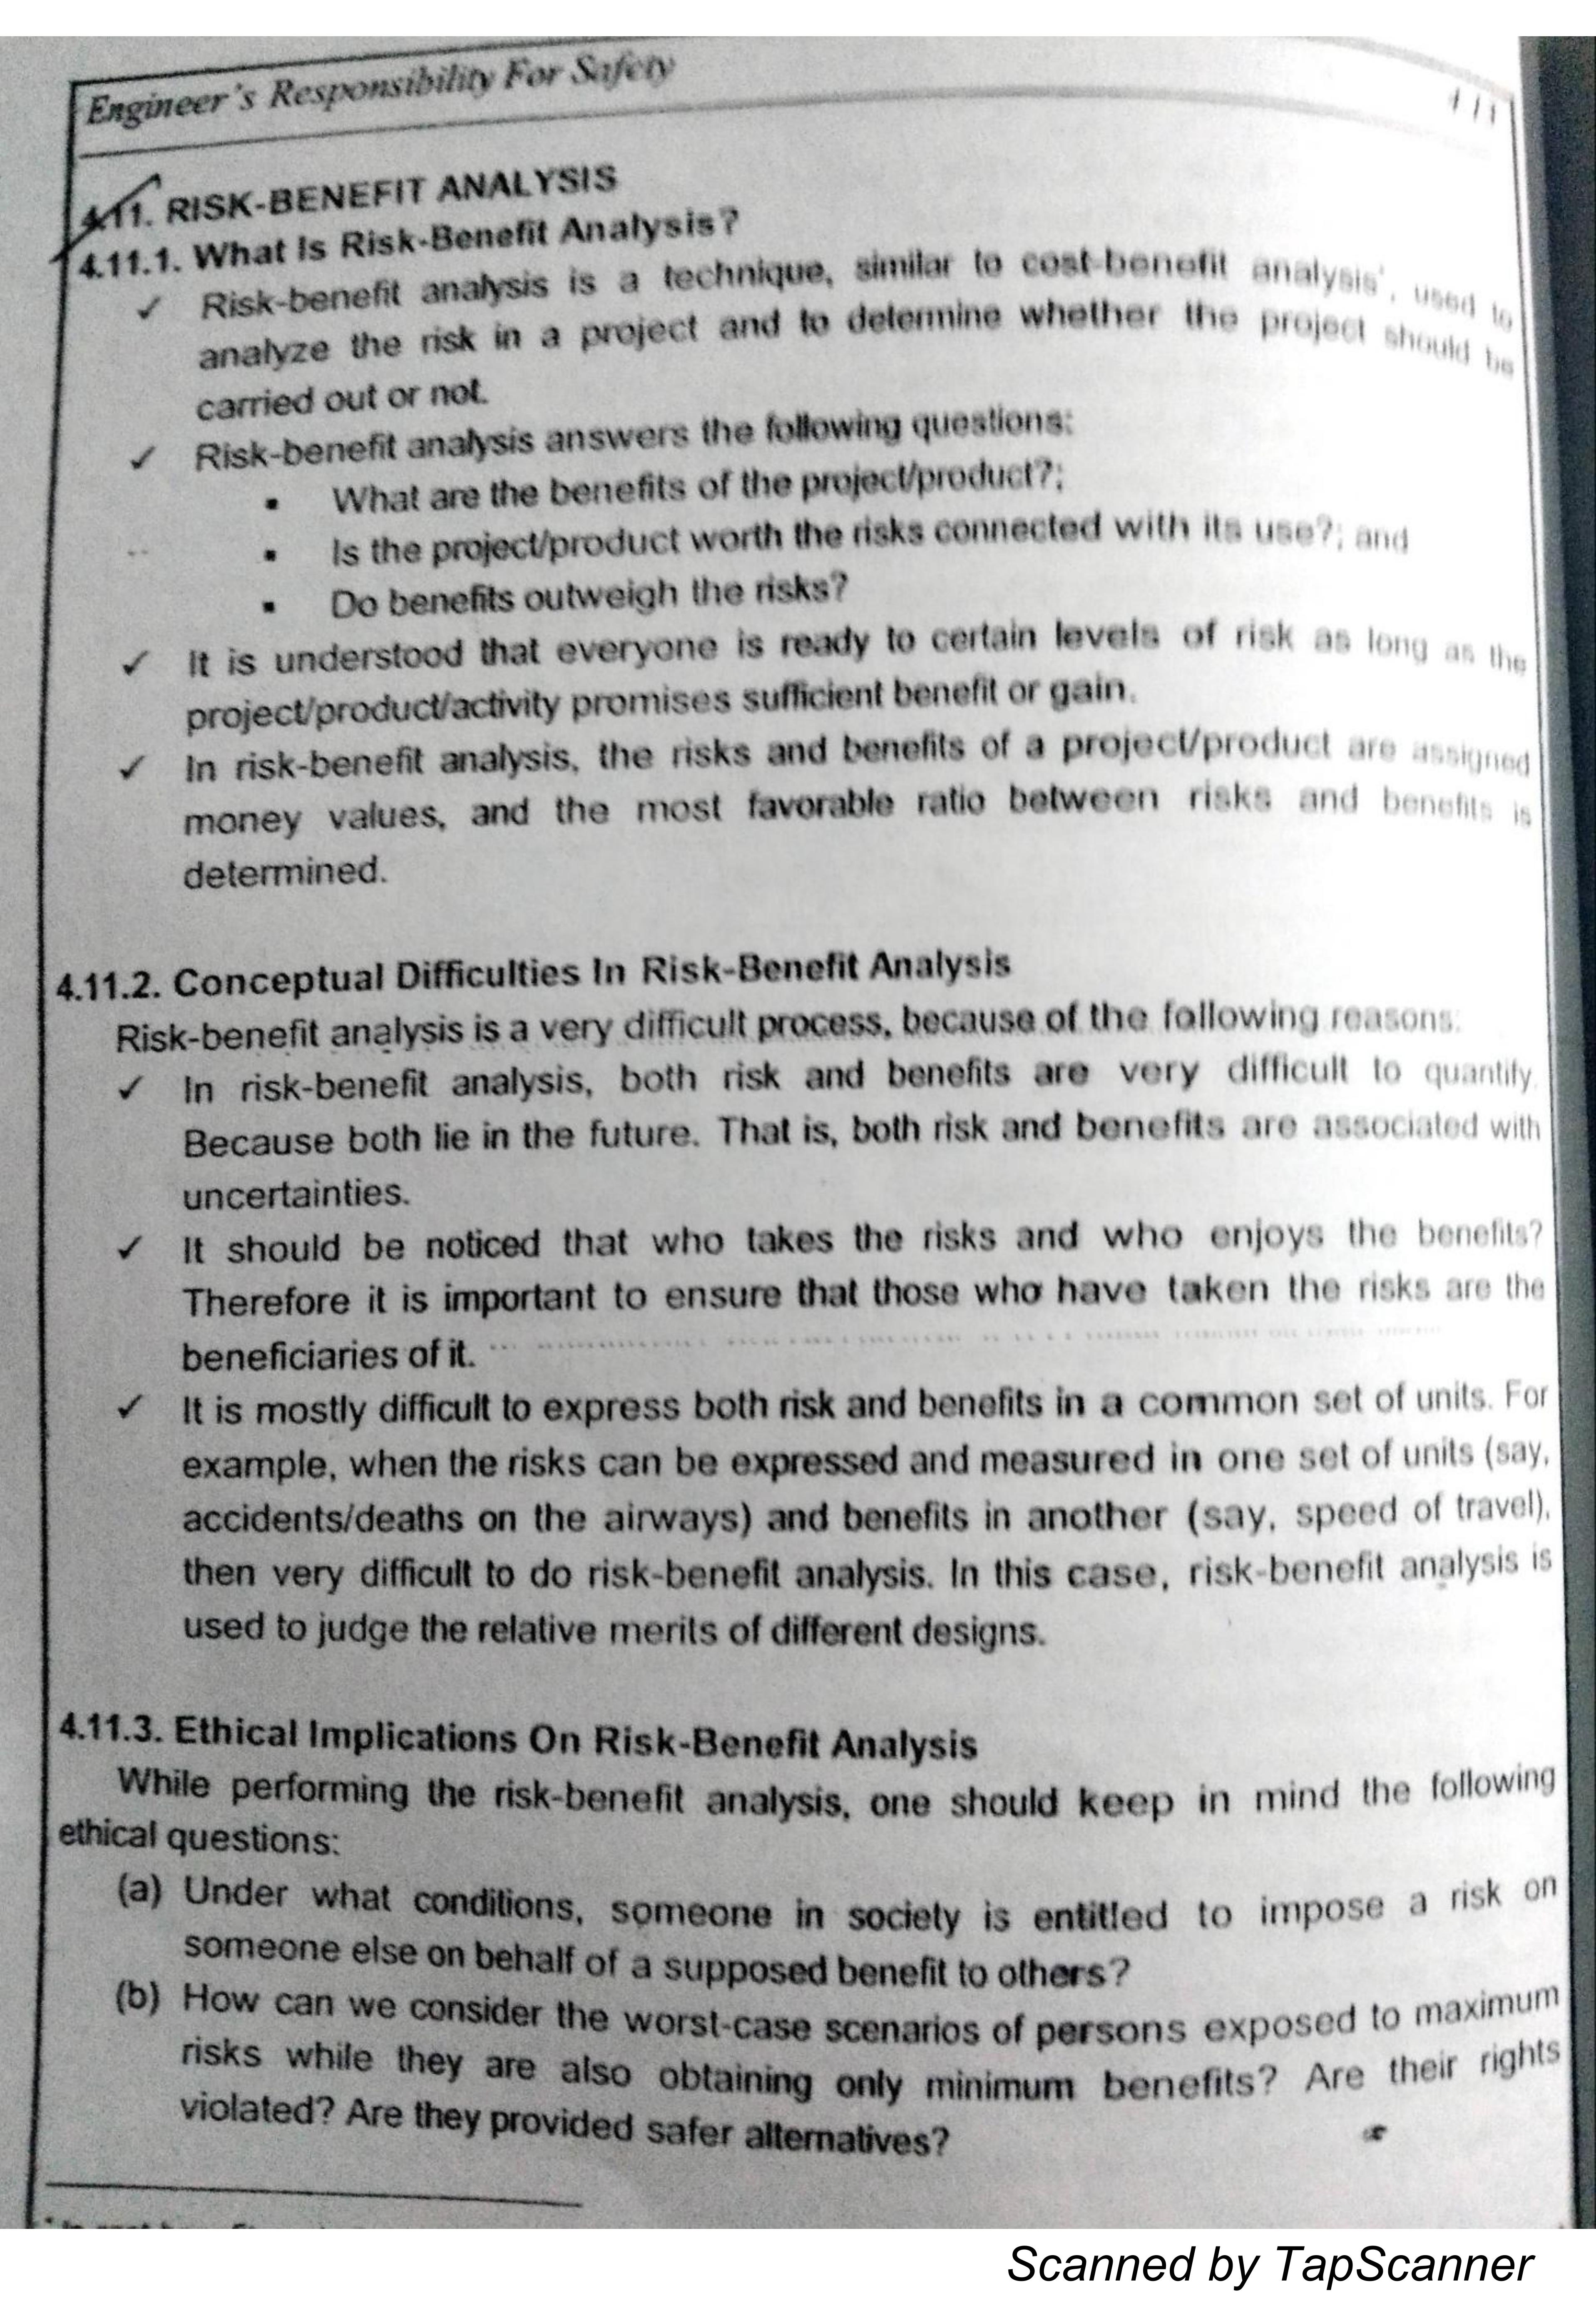 Engineer's Responsibility For Safety
111
4.11. RISK-BENEFIT ANALYSIS
4.11.1. What Is Risk-Benefit Analysis?
✓ Risk-benefit analysis is a technique, similar to cost-benefit analysis*, used to
analyze the risk in a project and to determine whether the project should be
carried out or not.
✓ Risk-benefit analysis answers the following questions:
▪ What are the benefits of the project/product?;
▪ Is the project/product worth the risks connected with its use?; and
▪ Do benefits outweigh the risks?
✓ It is understood that everyone is ready to certain levels of risk as long as the
project/product/activity promises sufficient benefit or gain.
✓ In risk-benefit analysis, the risks and benefits of a project/product are assigned
money values, and the most favorable ratio between risks and benefits is
determined.
4.11.2. Conceptual Difficulties In Risk-Benefit Analysis
Risk-benefit analysis is a very difficult process, because of the following reasons:
✓ In risk-benefit analysis, both risk and benefits are very difficult to quantify.
Because both lie in the future. That is, both risk and benefits are associated with
uncertainties.
✓ It should be noticed that who takes the risks and who enjoys the benefits?
Therefore it is important to ensure that those who have taken the risks are the
beneficiaries of it.
✓ It is mostly difficult to express both risk and benefits in a common set of units. For
example, when the risks can be expressed and measured in one set of units (say,
accidents/deaths on the airways) and benefits in another (say, speed of travel),
then very difficult to do risk-benefit analysis. In this case, risk-benefit analysis is
used to judge the relative merits of different designs.
4.11.3. Ethical Implications On Risk-Benefit Analysis
While performing the risk-benefit analysis, one should keep in mind the following
ethical questions:
(a) Under what conditions, someone in society is entitled to impose a risk on
someone else on behalf of a supposed benefit to others?
(b) How can we consider the worst-case scenarios of persons exposed to maximum
risks while they are also obtaining only minimum benefits? Are their rights
violated? Are they provided safer alternatives?
Scanned by TapScanner